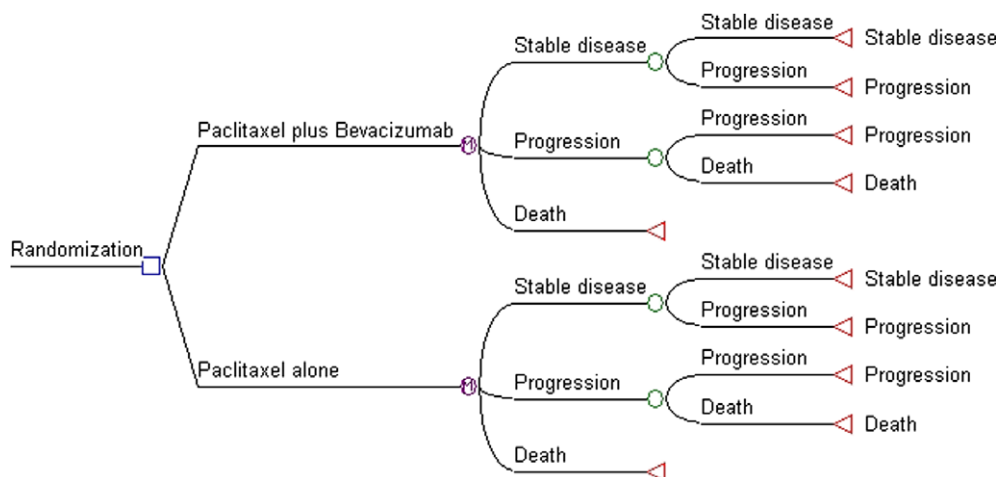 Randomization
Paclitaxel plus Bevacizumab
M
Stable disease
Stable disease
Stable disease
Progression
Progression
Progression
Progression
Progression
Death
Death
Death
Paclitaxel alone
M
Stable disease
Stable disease
Stable disease
Progression
Progression
Progression
Progression
Progression
Death
Death
Death